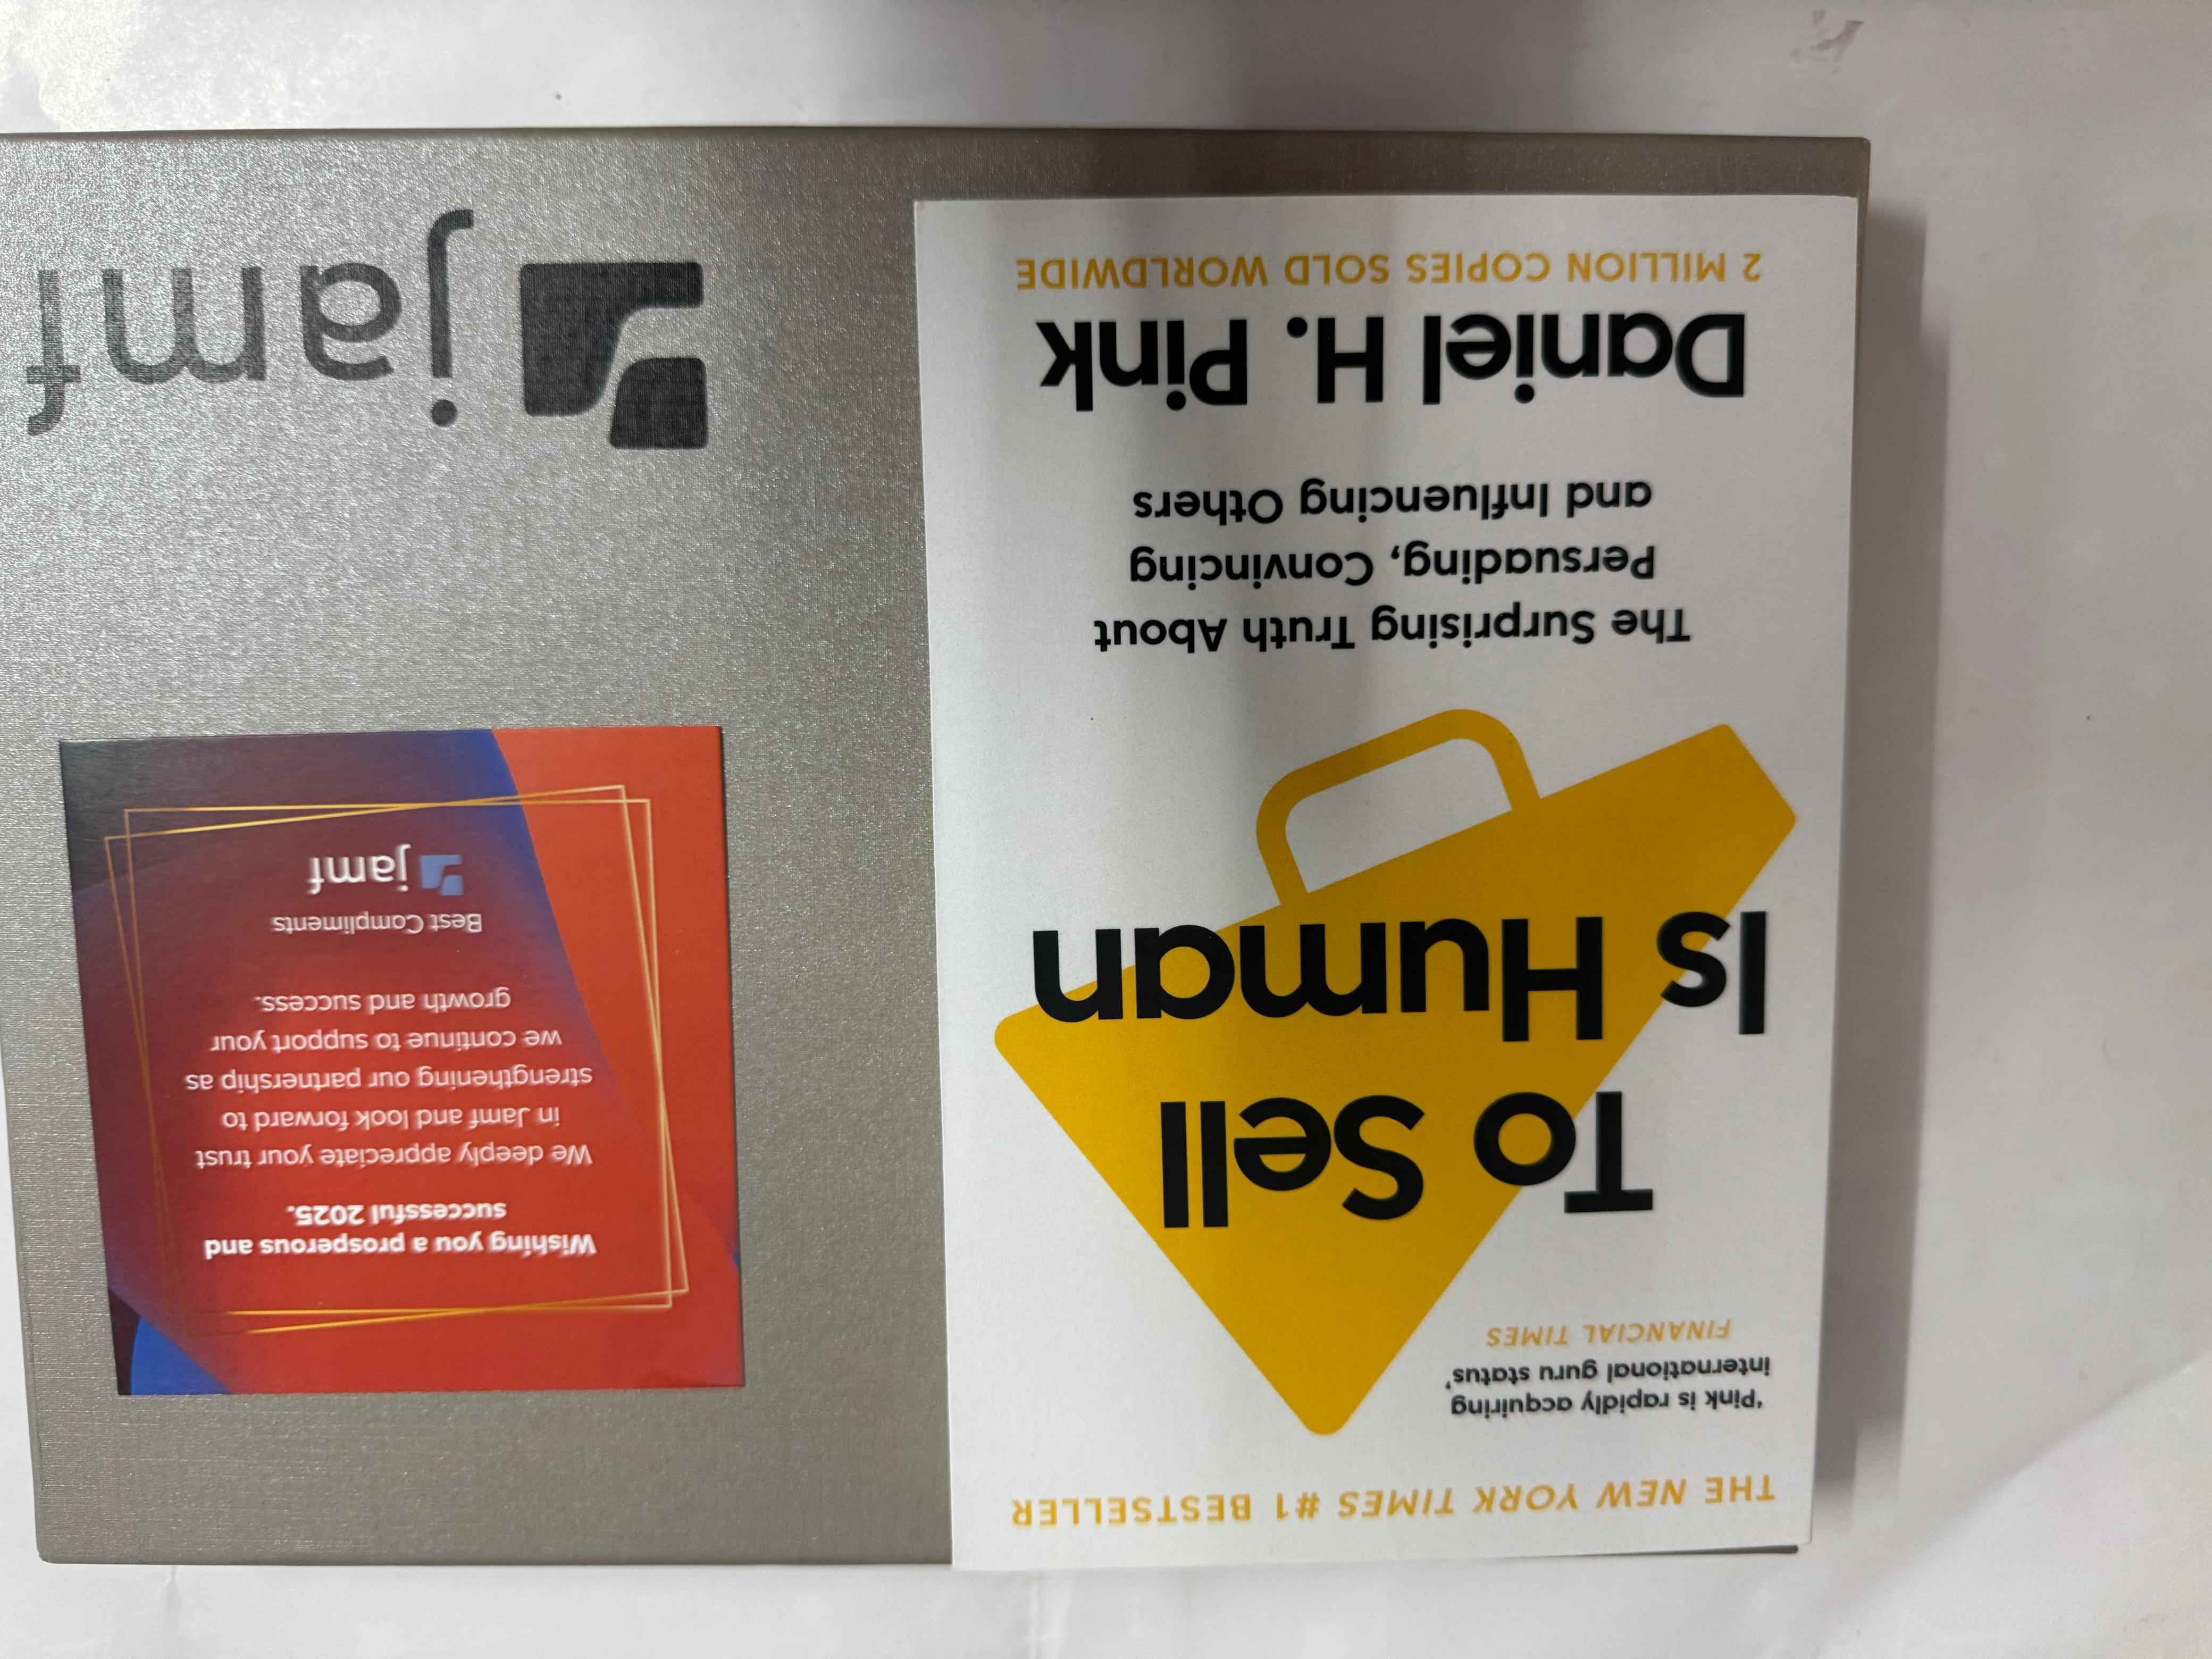 THE NEW YORK TIMES #1 BESTSELLER
'Pink is rapidly acquiring
international guru status'
FINANCIAL TIMES
To Sell
Is Human
The Surprising Truth About
Persuading, Convincing
and Influencing Others
Daniel H. Pink
2 MILLION COPIES SOLD WORLDWIDE
Wishing you a prosperous and
successful 2025.
We deeply appreciate your trust
in Jamf and look forward to
strengthening our partnership as
we continue to support your
growth and success.
Best Compliments
jamf
jamf